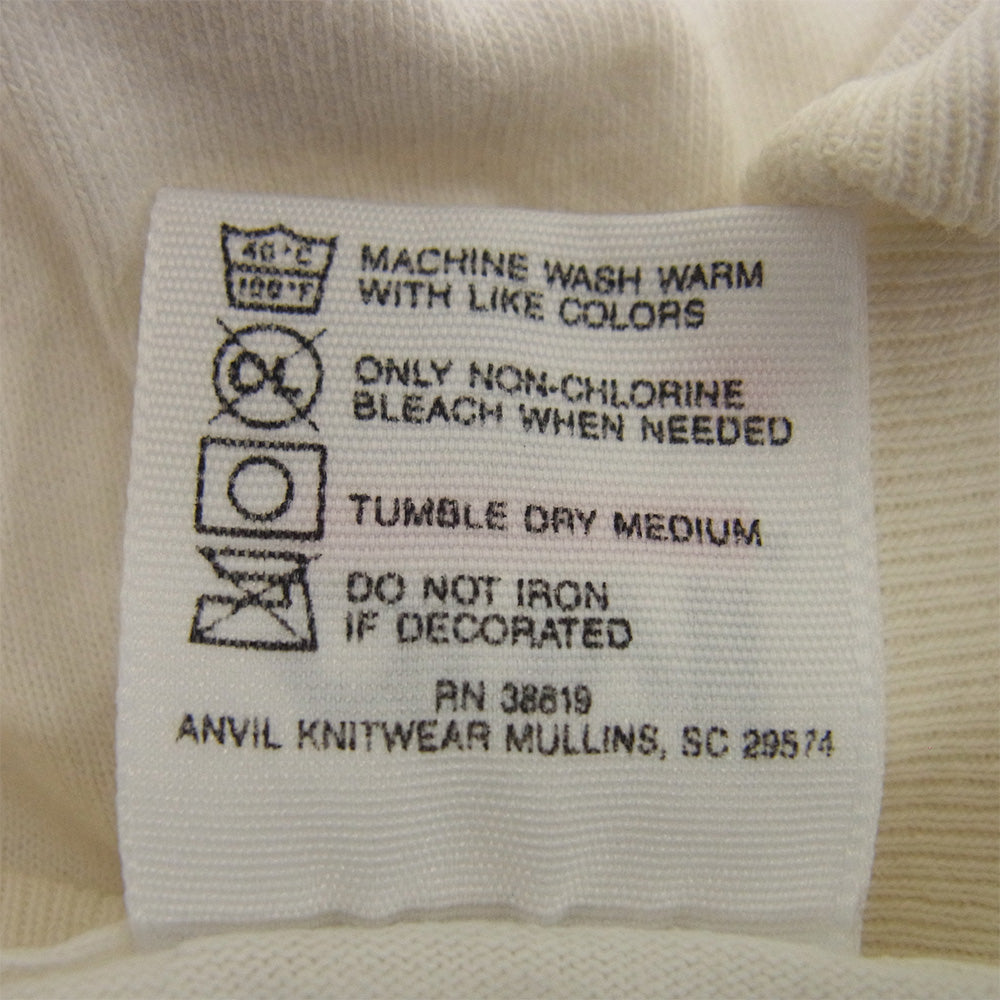 40°C
100°F
MACHINE WASH WARM
WITH LIKE COLORS
ONLY NON-CHLORINE
BLEACH WHEN NEEDED
TUMBLE DRY MEDIUM
DO NOT IRON
IF DECORATED
RN 38619
ANVIL KNITWEAR MULLINS, SC 29574